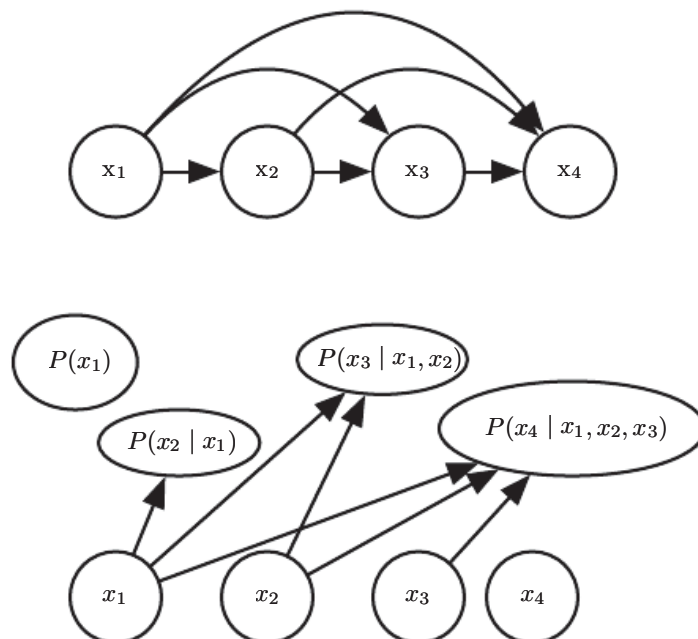 x₁ x₂ x₃ x₄
P(x₁)
P(x₃ | x₁, x₂)
P(x₂ | x₁)
P(x₄ | x₁, x₂, x₃)
x₁ x₂ x₃ x₄